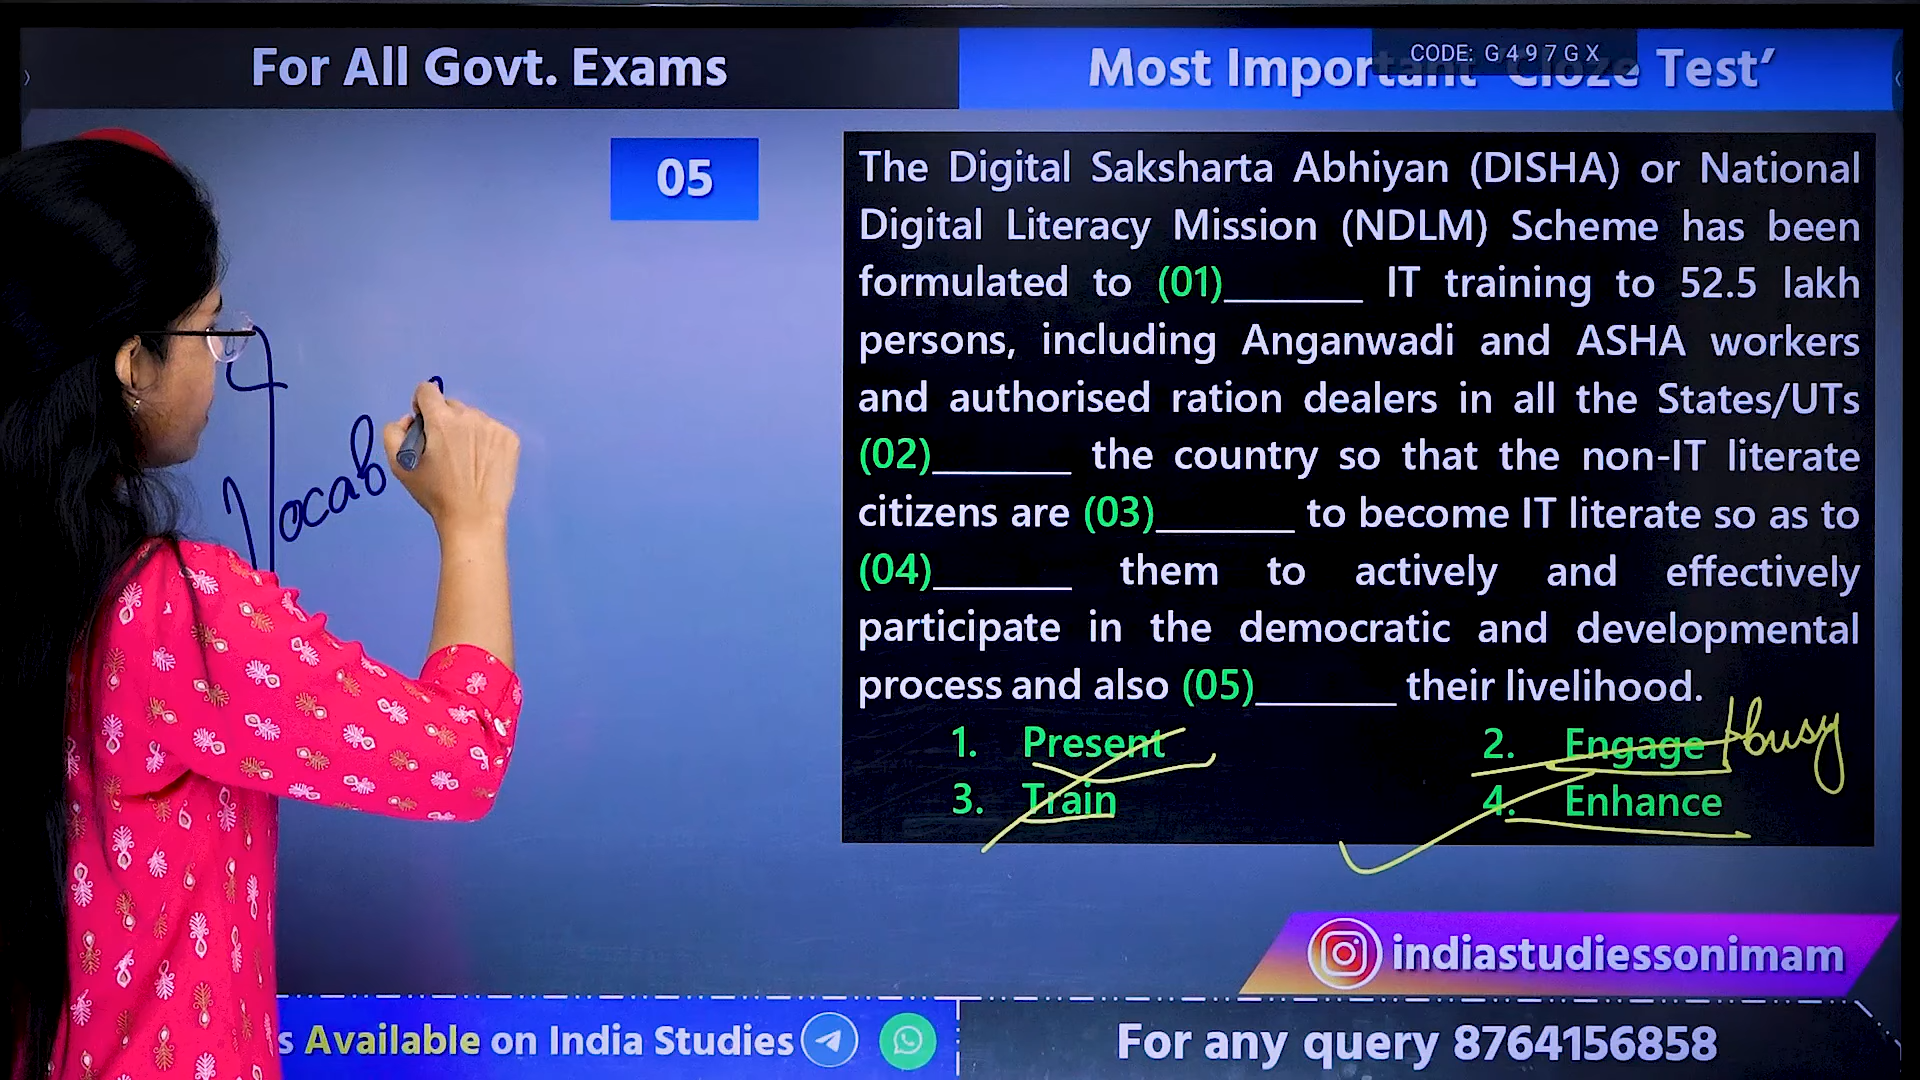 For All Govt. Exams
Most Important 'Cloze Test'
CODE: G497GX
05
The Digital Saksharta Abhiyan (DISHA) or National
Digital Literacy Mission (NDLM) Scheme has been
formulated to (01)_______ IT training to 52.5 lakh
persons, including Anganwadi and ASHA workers
and authorised ration dealers in all the States/UTs
(02)_______ the country so that the non-IT literate
citizens are (03)_______ to become IT literate so as to
(04)_______ them to actively and effectively
participate in the democratic and developmental
process and also (05)_______ their livelihood.
1. Present
2. Engage busy
3. Train
4. Enhance
Vocab
indiastudiessonimam
s Available on India Studies
For any query 8764156858